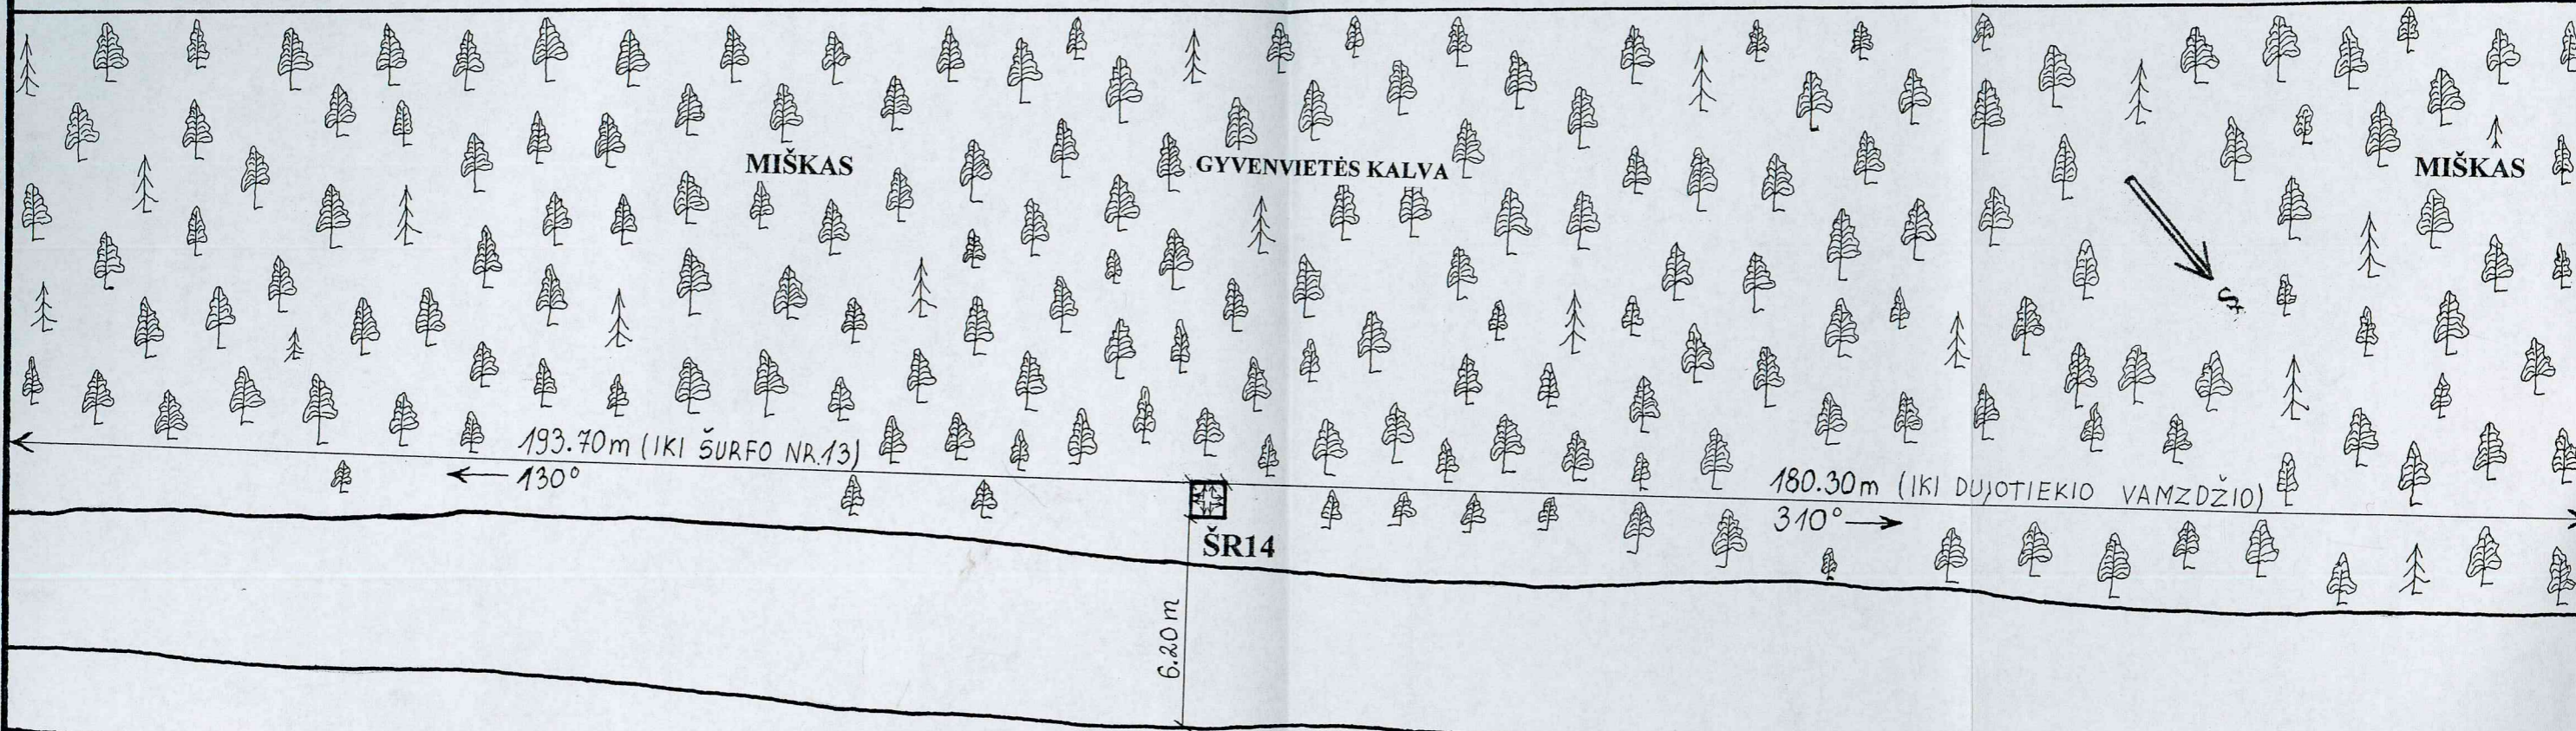 MIŠKAS
GYVENVIETĖS KALVA
MIŠKAS
Š
193.70m (IKI ŠURFO NR.13)
← 130°
180.30m (IKI DUJOTIEKIO VAMZDŽIO)
310° →
ŠR14
6.20m